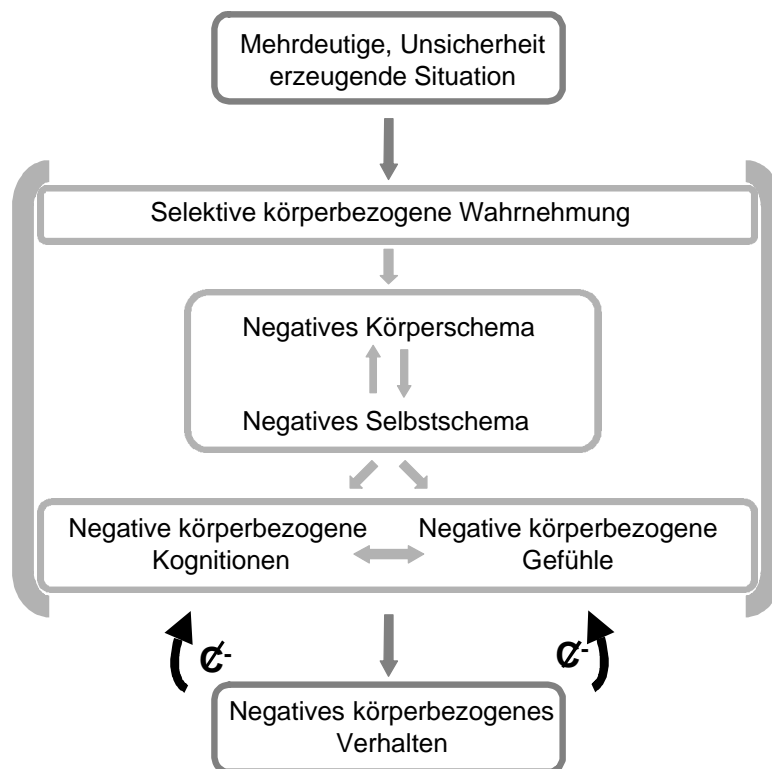 Mehrdeutige, Unsicherheit
erzeugende Situation
Selektive körperbezogene Wahrnehmung
Negatives Körperschema
Negatives Selbstschema
Negative körperbezogene
Kognitionen
Negative körperbezogene
Gefühle
₵-
₵-
Negatives körperbezogenes
Verhalten